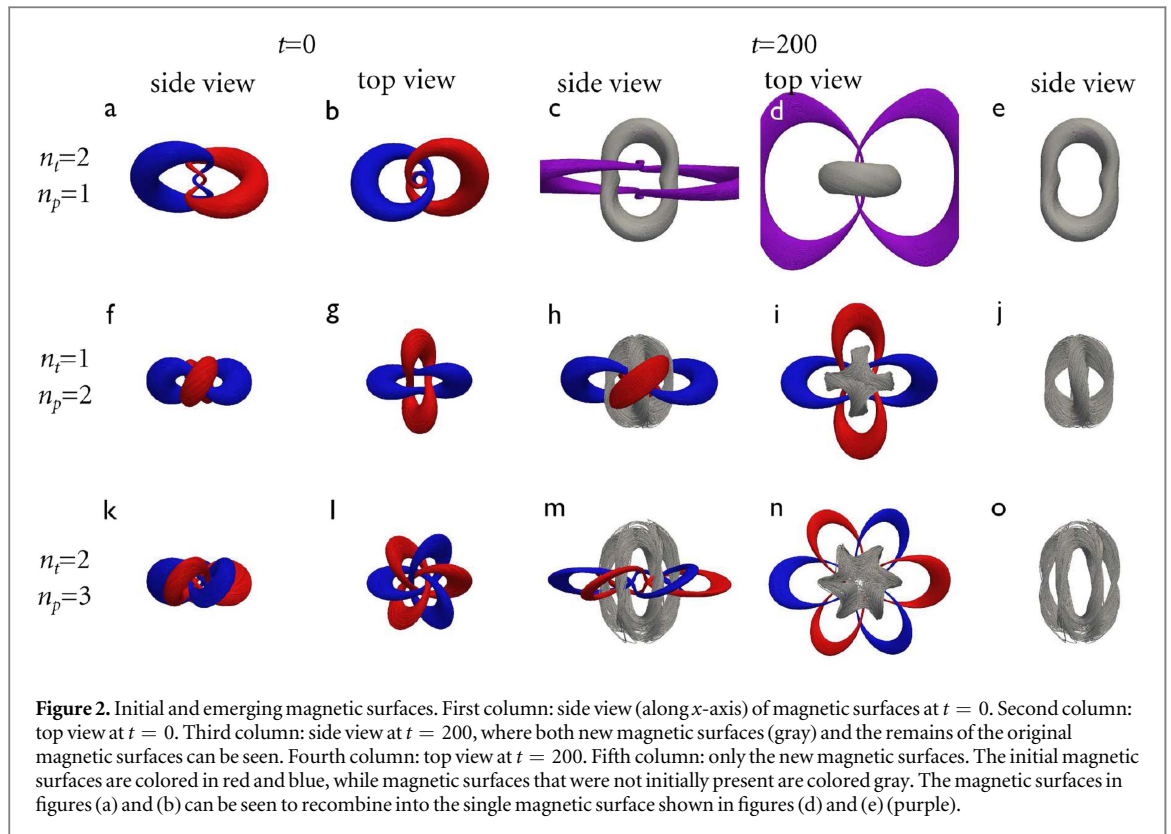 t=0 t=200
side view top view side view top view side view
a b c d e
n_t=2
n_p=1
f g h i j
n_t=1
n_p=2
k l m n o
n_t=2
n_p=3
Figure 2. Initial and emerging magnetic surfaces. First column: side view (along x-axis) of magnetic surfaces at t = 0. Second column:
top view at t = 0. Third column: side view at t = 200, where both new magnetic surfaces (gray) and the remains of the original
magnetic surfaces can be seen. Fourth column: top view at t = 200. Fifth column: only the new magnetic surfaces. The initial magnetic
surfaces are colored in red and blue, while magnetic surfaces that were not initially present are colored gray. The magnetic surfaces in
figures (a) and (b) can be seen to recombine into the single magnetic surface shown in figures (d) and (e) (purple).